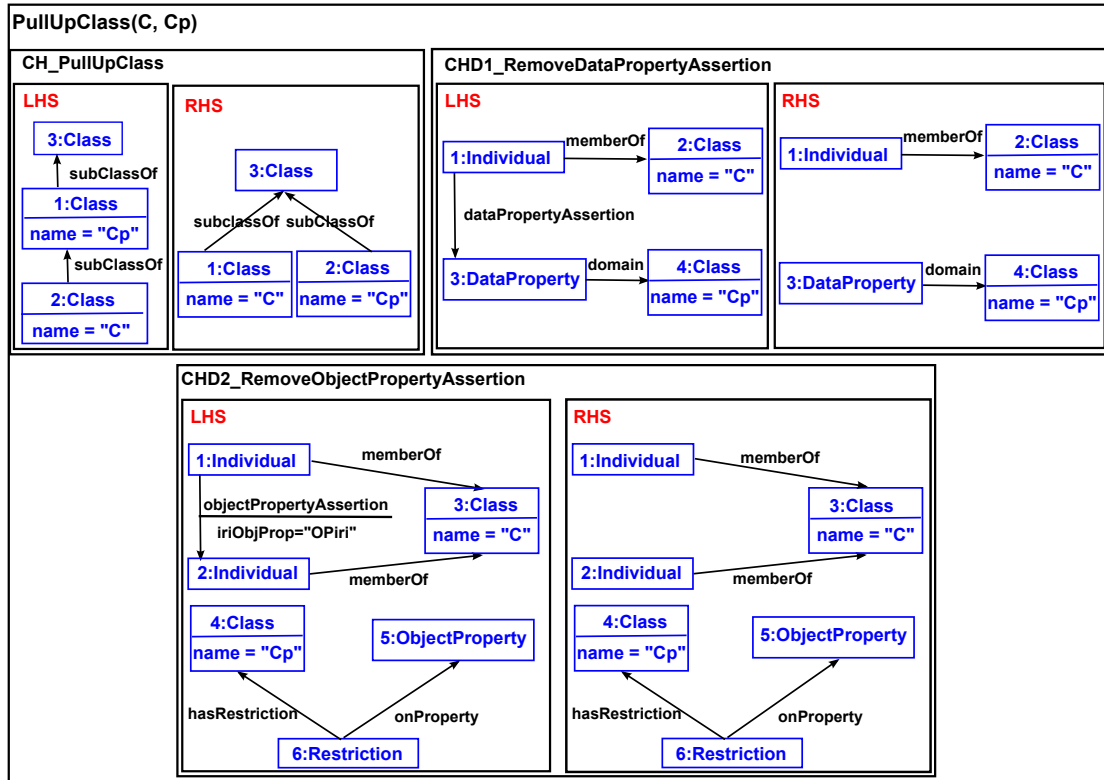 PullUpClass(C, Cp)
CH_PullUpClass
LHS
3:Class
subClassOf
1:Class
name = "Cp"
subClassOf
2:Class
name = "C"
RHS
3:Class
subclassOf subClassOf
1:Class 2:Class
name = "C" name = "Cp"
CHD1_RemoveDataPropertyAssertion
LHS
memberOf
1:Individual 2:Class
name = "C"
dataPropertyAssertion
domain 4:Class
3:DataProperty
name = "Cp"
RHS
memberOf 2:Class
1:Individual
name = "C"
domain 4:Class
3:DataProperty
name = "Cp"
CHD2_RemoveObjectPropertyAssertion
LHS
memberOf
1:Individual
objectPropertyAssertion 3:Class
iriObjProp="OPiri" name = "C"
2:Individual memberOf
4:Class
5:ObjectProperty
name = "Cp"
hasRestriction onProperty
6:Restriction
RHS
memberOf
1:Individual
3:Class
name = "C"
2:Individual memberOf
4:Class
5:ObjectProperty
name = "Cp"
hasRestriction onProperty
6:Restriction